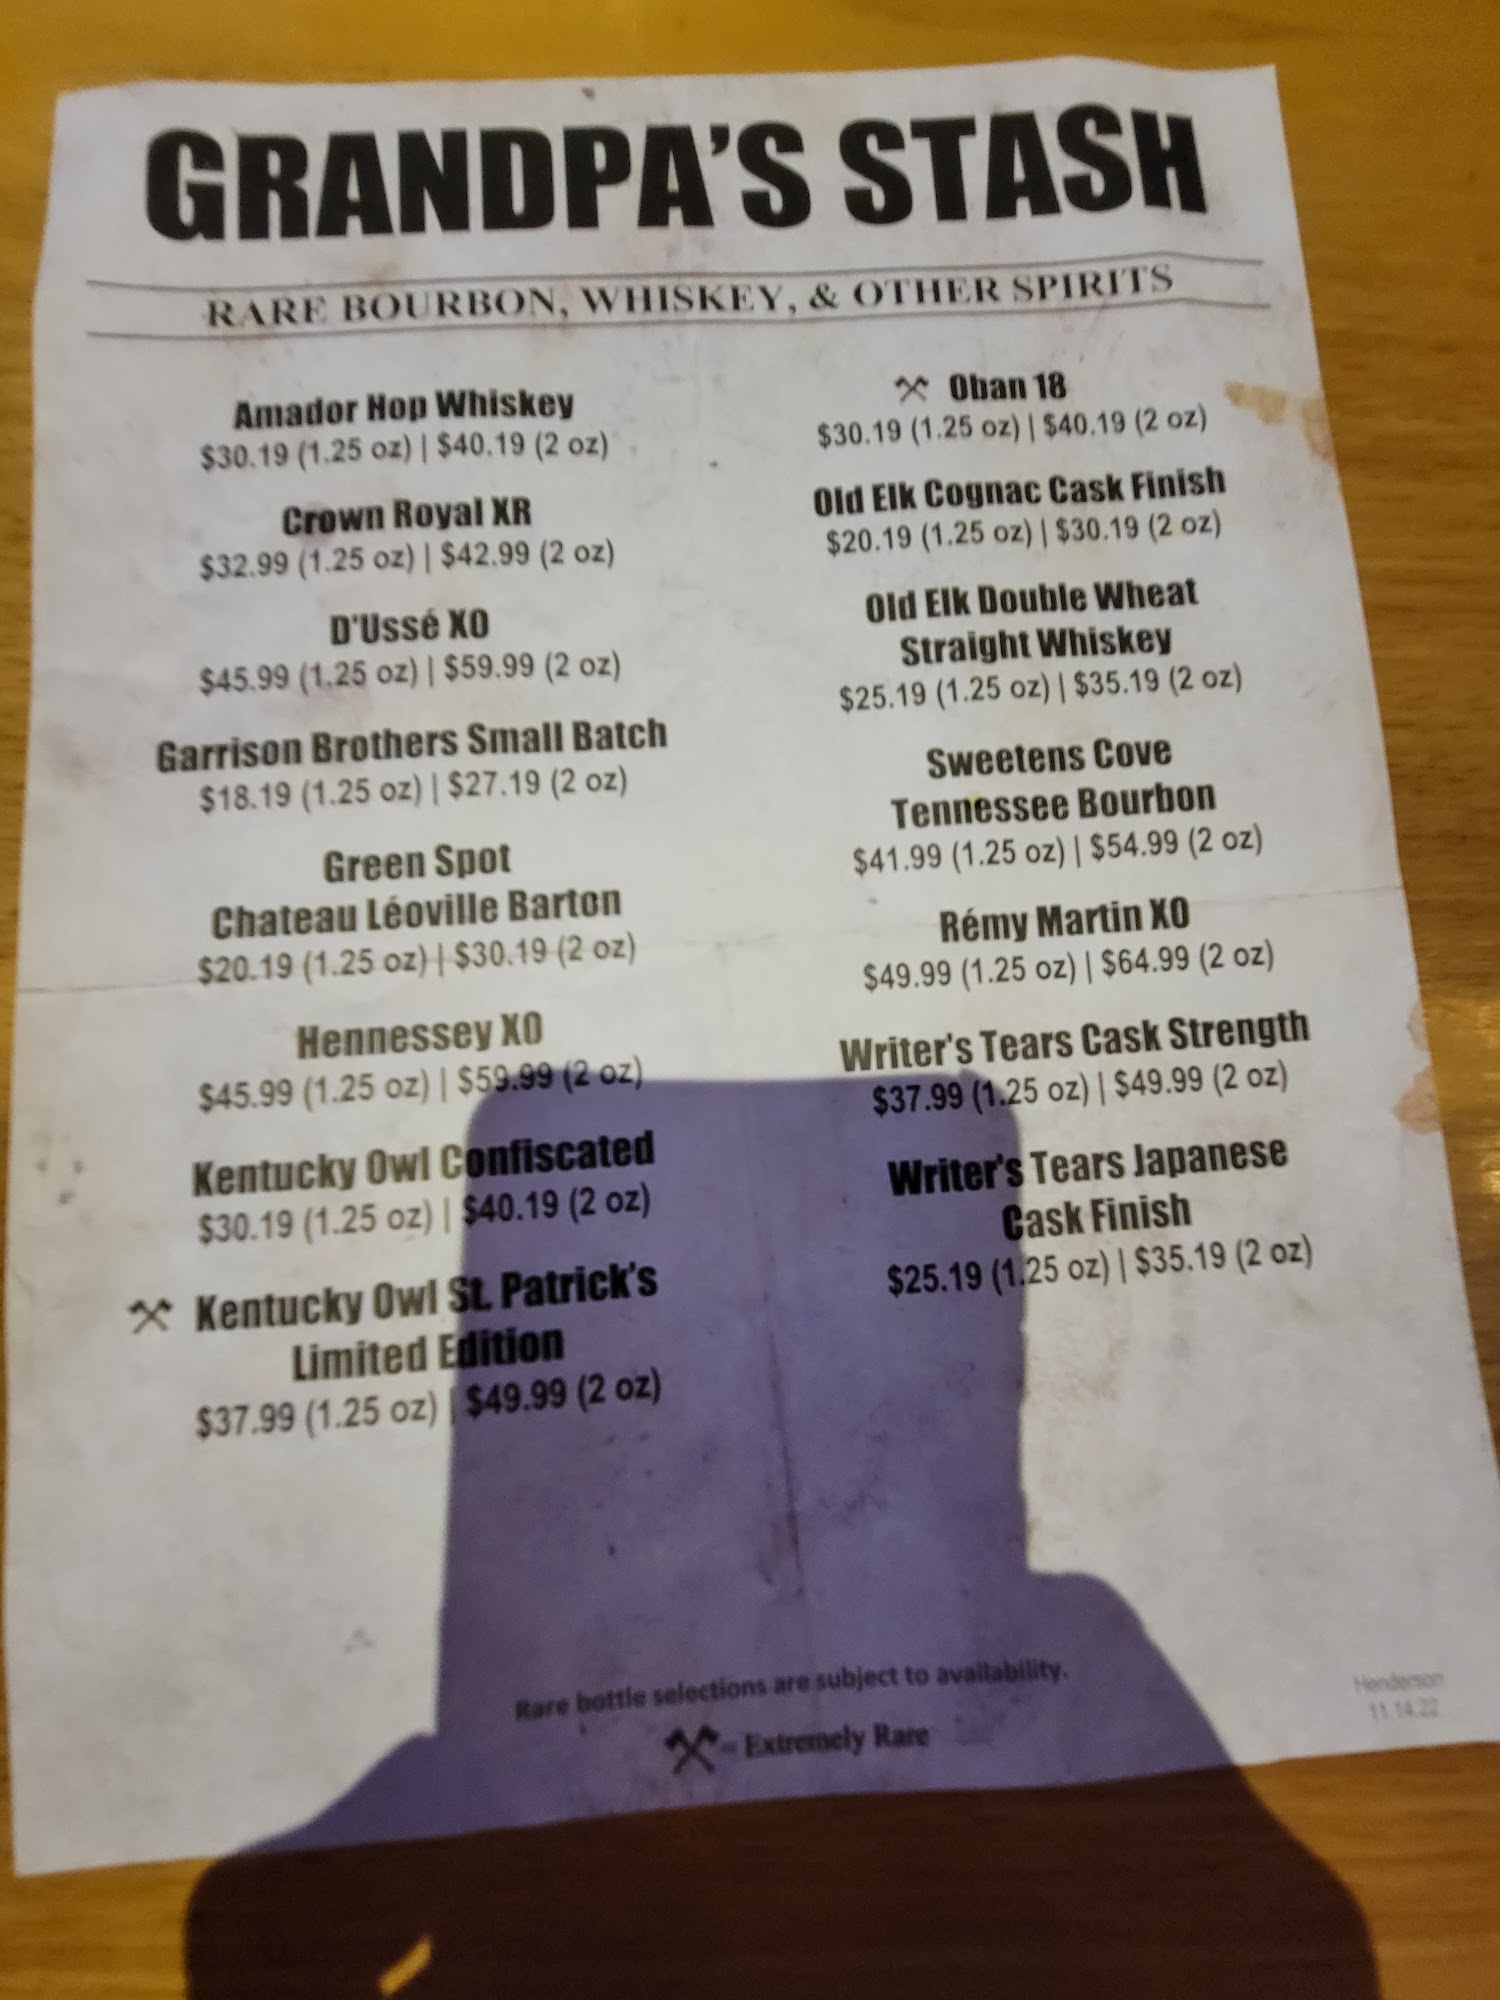 GRANDPA'S STASH
RARE BOURBON, WHISKEY, & OTHER SPIRITS
Amador Hop Whiskey
$30.19 (1.25 oz) | $40.19 (2 oz)
Crown Royal XR
$32.99 (1.25 oz) | $42.99 (2 oz)
D'Ussé XO
$45.99 (1.25 oz) | $59.99 (2 oz)
Garrison Brothers Small Batch
$18.19 (1.25 oz) | $27.19 (2 oz)
Green Spot
Chateau Léoville Barton
$20.19 (1.25 oz) | $30.19 (2 oz)
Hennessey XO
$45.99 (1.25 oz) | $59.99 (2 oz)
Kentucky Owl Confiscated
$30.19 (1.25 oz) | $40.19 (2 oz)
Kentucky Owl St. Patrick's
Limited Edition
$37.99 (1.25 oz) | $49.99 (2 oz)
Oban 18
$30.19 (1.25 oz) | $40.19 (2 oz)
Old Elk Cognac Cask Finish
$20.19 (1.25 oz) | $30.19 (2 oz)
Old Elk Double Wheat
Straight Whiskey
$25.19 (1.25 oz) | $35.19 (2 oz)
Sweetens Cove
Tennessee Bourbon
$41.99 (1.25 oz) | $54.99 (2 oz)
Rémy Martin XO
$49.99 (1.25 oz) | $64.99 (2 oz)
Writer's Tears Cask Strength
$37.99 (1.25 oz) | $49.99 (2 oz)
Writer's Tears Japanese
Cask Finish
$25.19 (1.25 oz) | $35.19 (2 oz)
Rare bottle selections are subject to availability.
= Extremely Rare
Henderson
11.14.22